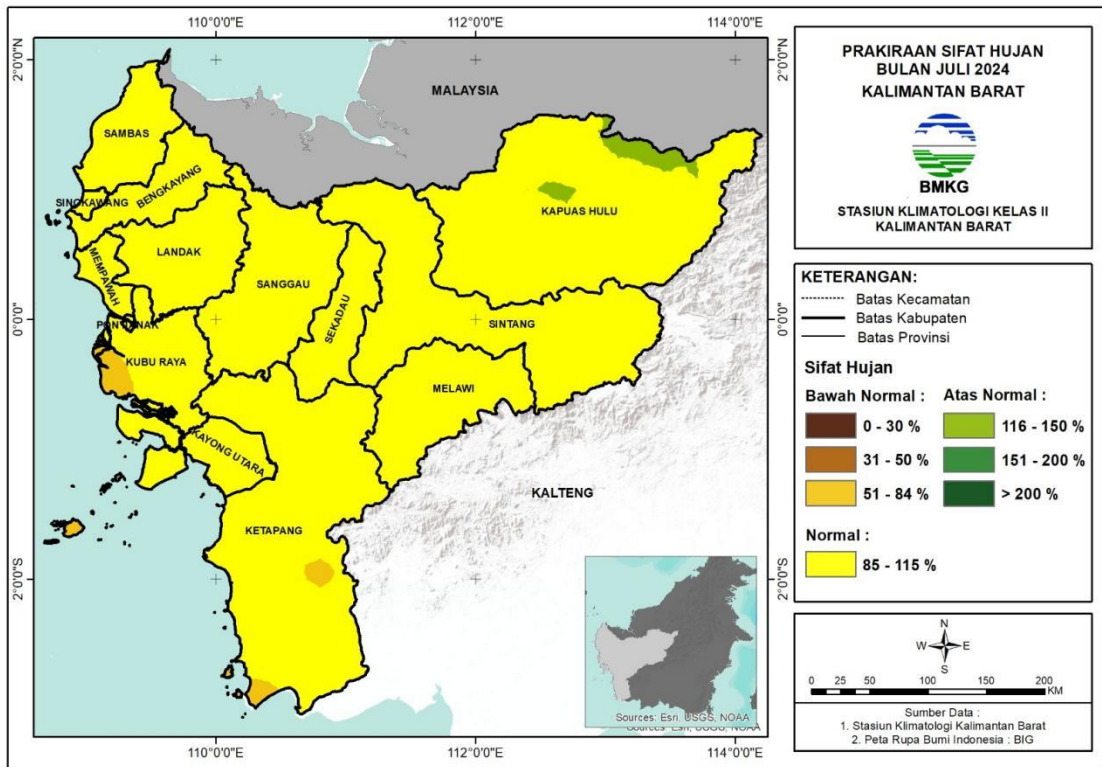 110°0'0"E
112°0'0"E
114°0'0"E
2°0'0"N
0°0'0"
2°0'0"S
2°0'0"N
0°0'0"
2°0'0"S
MALAYSIA
SAMBAS
BENGKAYANG
SINGKAWANG
KAPUAS HULU
LANDAK
MEMPAWAH
SANGGAU
SEKADAU
SINTANG
PONTIANAK
KUBU RAYA
MELAWI
KAYONG UTARA
KALTENG
KETAPANG
Sources: Esri, USGS, NOAA
Sources: Esri, USGS, NOAA
110°0'0"E
112°0'0"E
114°0'0"E
PRAKIRAAN SIFAT HUJAN
BULAN JULI 2024
KALIMANTAN BARAT
BMKG
STASIUN KLIMATOLOGI KELAS II
KALIMANTAN BARAT
KETERANGAN:
Batas Kecamatan
Batas Kabupaten
Batas Provinsi
Sifat Hujan
Bawah Normal : Atas Normal :
0 - 30 % 116 - 150 %
31 - 50 % 151 - 200 %
51 - 84 % > 200 %
Normal :
85 - 115 %
N
W E
S
0 25 50 100 150 200
KM
Sumber Data :
1. Stasiun Klimatologi Kalimantan Barat
2. Peta Rupa Bumi Indonesia : BIG